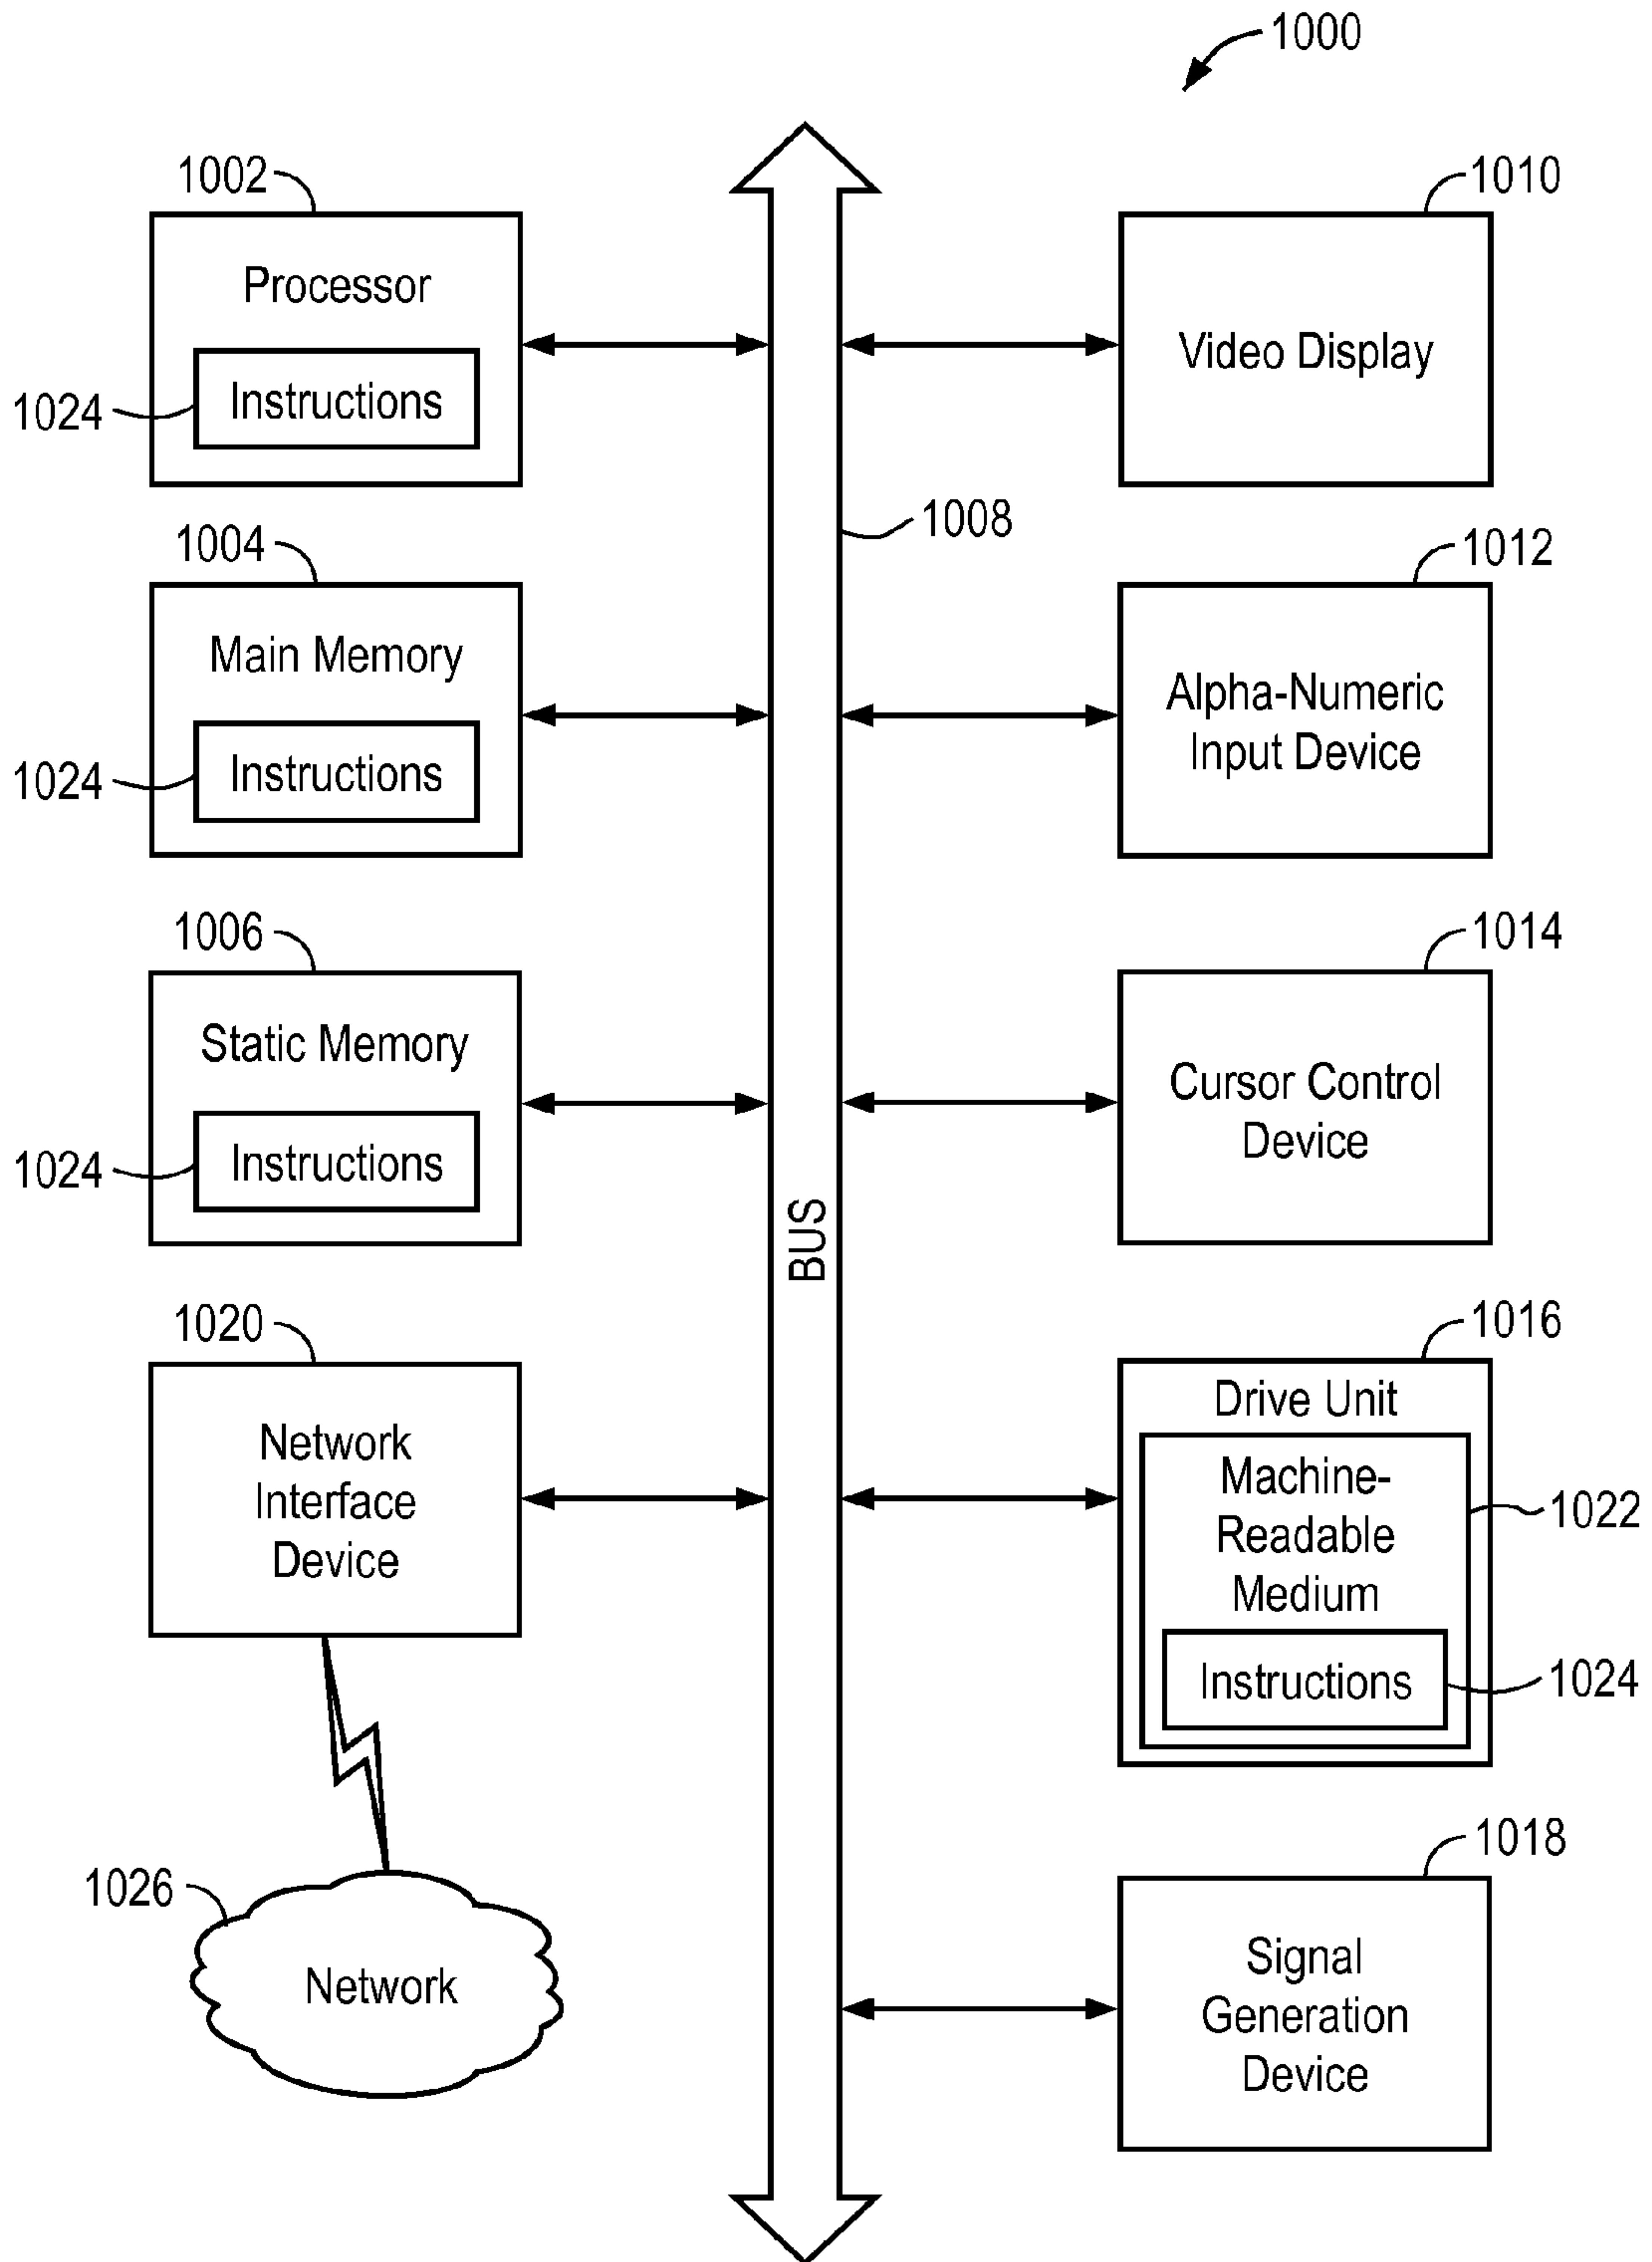 1000
1002
Processor
Instructions
1024
1004
Main Memory
Instructions
1024
1006
Static Memory
Instructions
1024
1020
Network
Interface
Device
1026
Network
BUS
1008
1010
Video Display
1012
Alpha-Numeric
Input Device
1014
Cursor Control
Device
1016
Drive Unit
Machine-
Readable
Medium
1022
Instructions
1024
1018
Signal
Generation
Device